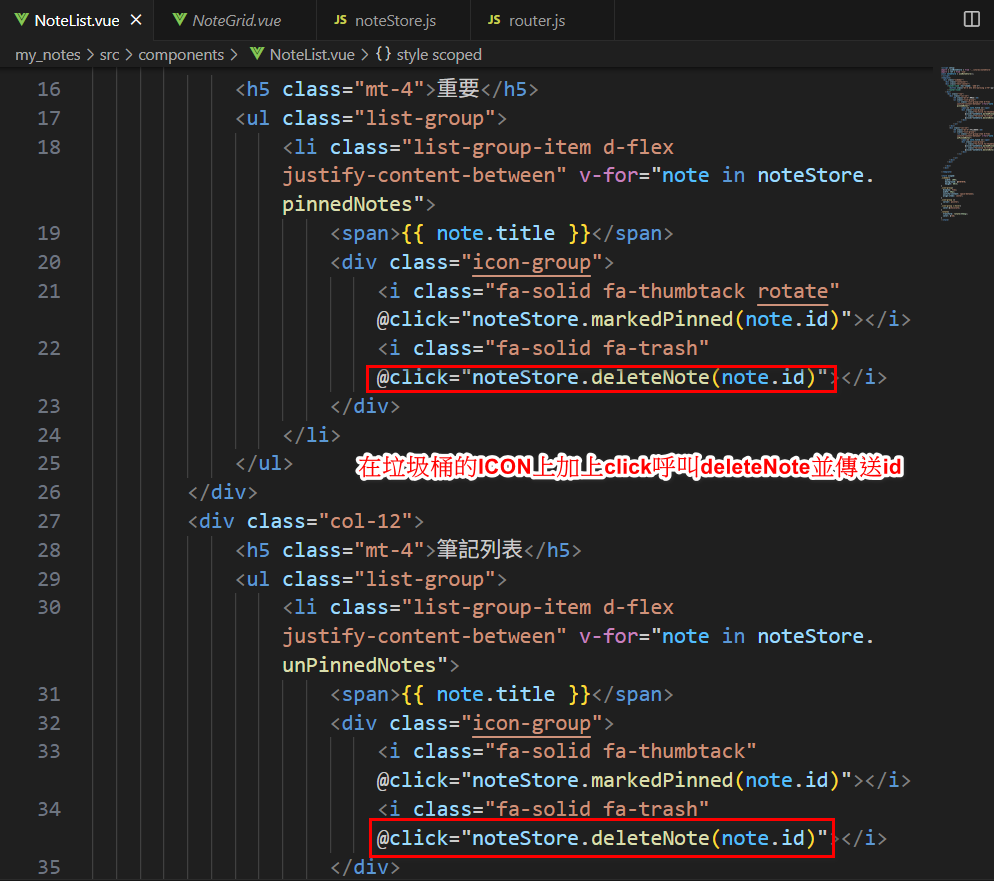 NoteList.vue × NoteGrid.vue JS noteStore.js JS router.js
my_notes > src > components > NoteList.vue > {} style scoped
16 <h5 class="mt-4">重要</h5>
17 <ul class="list-group">
18 <li class="list-group-item d-flex
justify-content-between" v-for="note in noteStore.
pinnedNotes">
19 <span>{{ note.title }}</span>
20 <div class="icon-group">
21 <i class="fa-solid fa-thumbtack rotate"
@click="noteStore.markedPinned(note.id)"></i>
22 <i class="fa-solid fa-trash"
@click="noteStore.deleteNote(note.id)"></i>
23 </div>
24 </li>
25 </ul>
在垃圾桶的ICON上加上click呼叫deleteNote並傳送id
26 </div>
27 <div class="col-12">
28 <h5 class="mt-4">筆記列表</h5>
29 <ul class="list-group">
30 <li class="list-group-item d-flex
justify-content-between" v-for="note in noteStore.
unPinnedNotes">
31 <span>{{ note.title }}</span>
32 <div class="icon-group">
33 <i class="fa-solid fa-thumbtack"
@click="noteStore.markedPinned(note.id)"></i>
34 <i class="fa-solid fa-trash"
@click="noteStore.deleteNote(note.id)"></i>
35 </div>